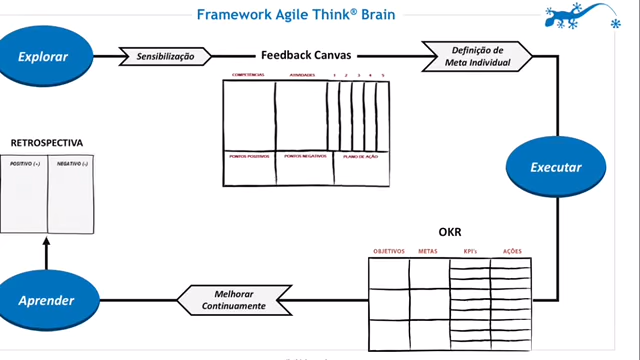 Framework Agile Think® Brain
Explorar
Sensibilização
Feedback Canvas
Definição de
Meta Individual
COMPETÊNCIAS
ATIVIDADES
1 2 3 4 5
PONTOS POSITIVOS
PONTOS NEGATIVOS
PLANO DE AÇÃO
RETROSPECTIVA
POSITIVO (+)
NEGATIVO (-)
Executar
OKR
OBJETIVOS
METAS
KPI's
AÇÕES
Aprender
Melhorar
Continuamente